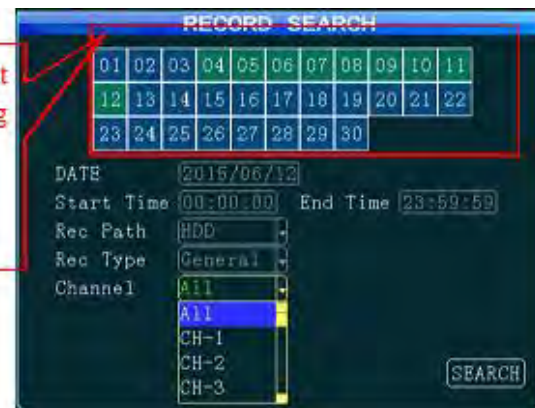 RECORD SEARCH
t
g
01 02 03 04 05 06 07 08 09 10 11
12 13 14 15 16 17 18 19 20 21 22
23 24 25 26 27 28 29 30
DATE 2015/06/12
Start Time 00:00:00 End Time 23:59:59
Rec Path HDD
Rec Type General
Channel All
All
CH-1
CH-2
CH-3
SEARCH